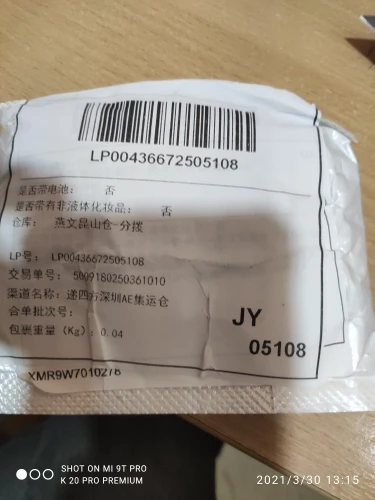 LP00436672505108
是否带电池： 否
是否带有非液体化妆品： 否
仓库： 燕文昆山仓-分拨
LP号： LP00436672505108
交易单号： 5009180250361010
渠道名称：递四方深圳AE集运仓
合单批次号：
包裹重量（Kg）：0.04
JY
05108
XMR9W7010278
SHOT ON MI 9T PRO
K 20 PRO PREMIUM
2021/3/30 13:15